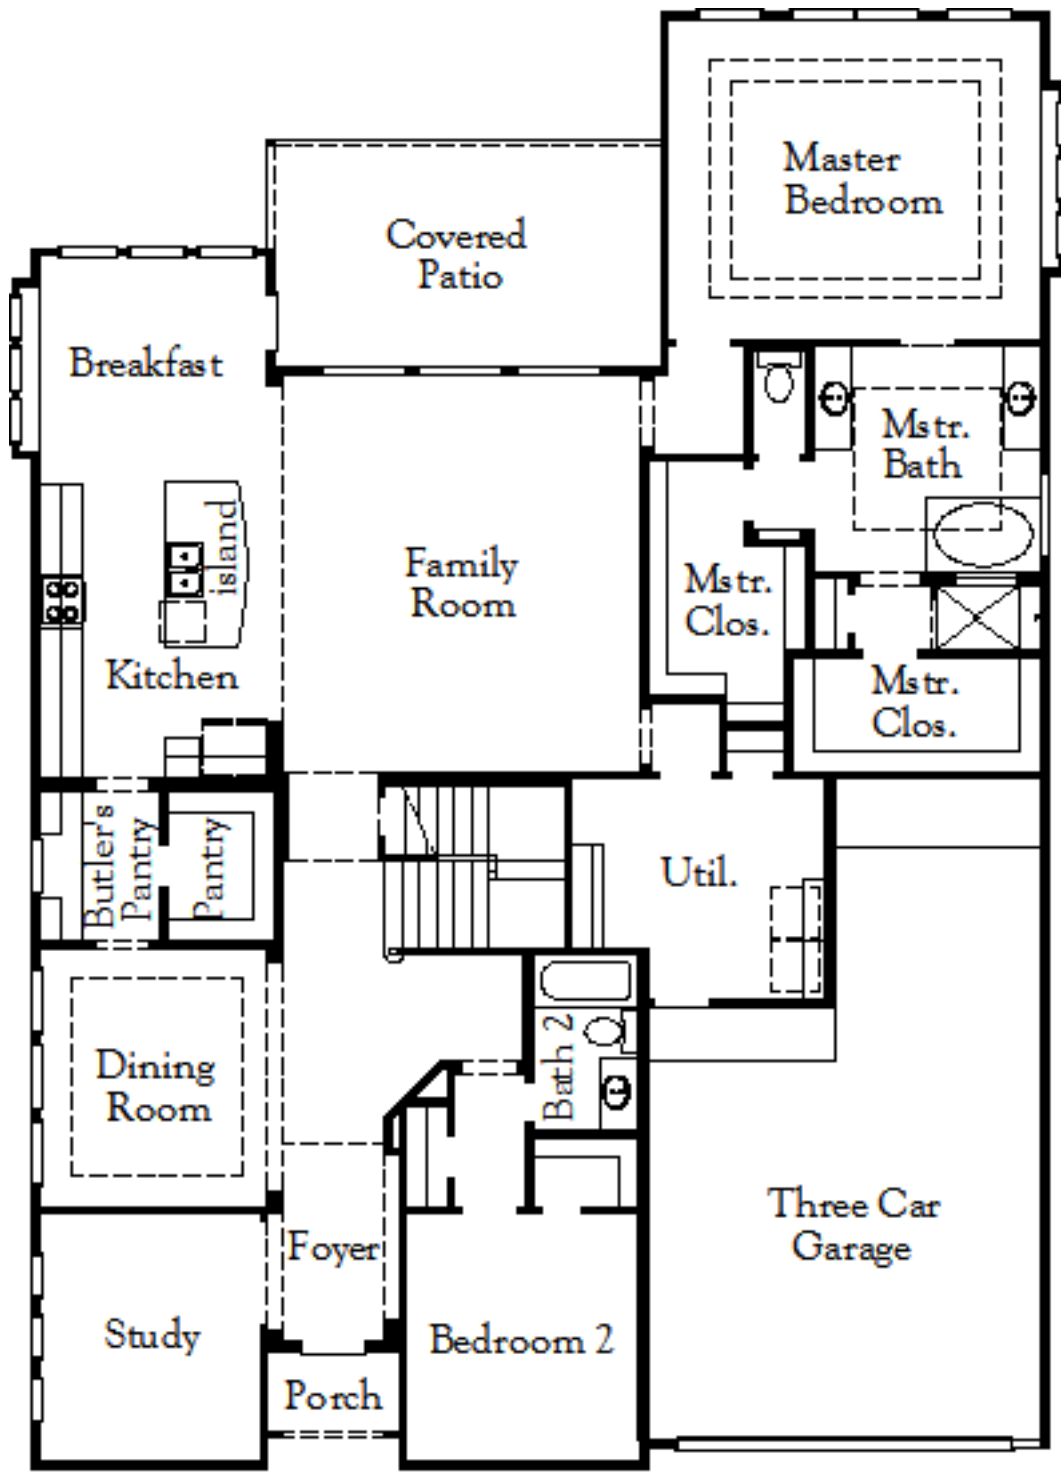 Master
Bedroom
Covered
Patio
Breakfast
Mstr.
Bath
island
Family
Room
Mstr.
Clos.
Kitchen
Mstr.
Clos.
Butler's
Pantry
Pantry
Util.
Dining
Room
Bath 2
Three Car
Garage
Foyer
Study
Bedroom 2
Porch